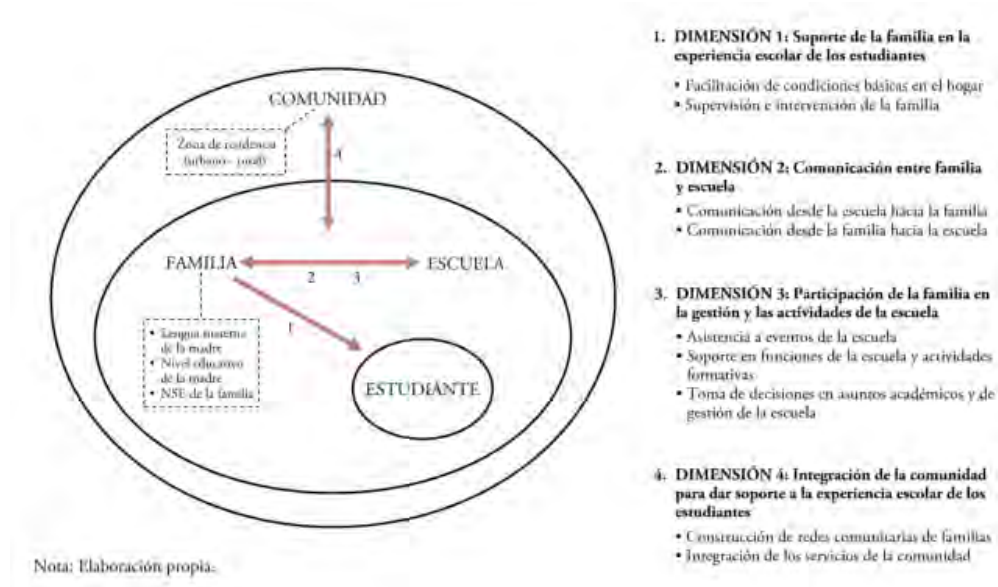 COMUNIDAD
Zona de residencia
(urbano- rural)
4
FAMILIA
2
3
ESCUELA
1
• Lengua materna
de la madre
• Nivel educativo
de la madre
• NSE de la familia
ESTUDIANTE
Nota: Elaboración propia.
1. DIMENSIÓN 1: Suporte de la familia en la
experiencia escolar de los estudiantes
• Facilitación de condiciones básicas en el hogar
• Supervisión e intervención de la familia
2. DIMENSIÓN 2: Comunicación entre familia
y escuela
• Comunicación desde la escuela hacia la familia
• Comunicación desde la familia hacia la escuela
3. DIMENSIÓN 3: Participación de la familia en
la gestión y las actividades de la escuela
• Asistencia a eventos de la escuela
• Soporte en funciones de la escuela y actividades
formativas
• Toma de decisiones en asuntos académicos y de
gestión de la escuela
4. DIMENSIÓN 4: Integración de la comunidad
para dar soporte a la experiencia escolar de los
estudiantes
• Construcción de redes comunitarias de familias
• Integración de los servicios de la comunidad